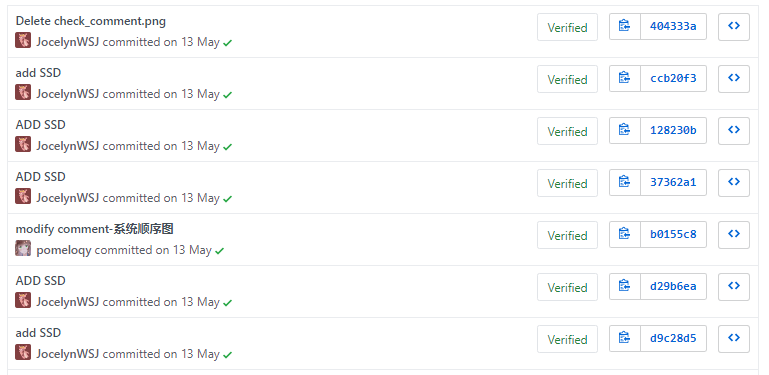 Delete check_comment.png
JocelynWSJ committed on 13 May
Verified
404333a
add SSD
JocelynWSJ committed on 13 May
Verified
ccb20f3
ADD SSD
JocelynWSJ committed on 13 May
Verified
128230b
ADD SSD
JocelynWSJ committed on 13 May
Verified
37362a1
modify comment-系统顺序图
pomeloqy committed on 13 May
Verified
b0155c8
ADD SSD
JocelynWSJ committed on 13 May
Verified
d29b6ea
add SSD
JocelynWSJ committed on 13 May
Verified
d9c28d5